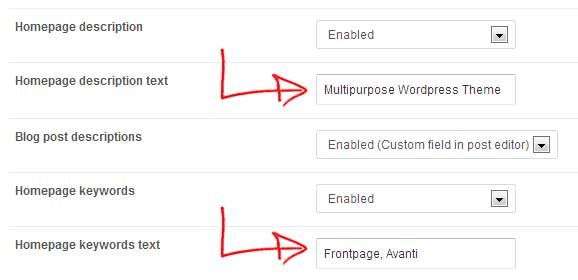 Homepage description
Enabled
Homepage description text
Multipurpose Wordpress Theme
Blog post descriptions
Enabled (Custom field in post editor)
Homepage keywords
Enabled
Homepage keywords text
Frontpage, Avanti